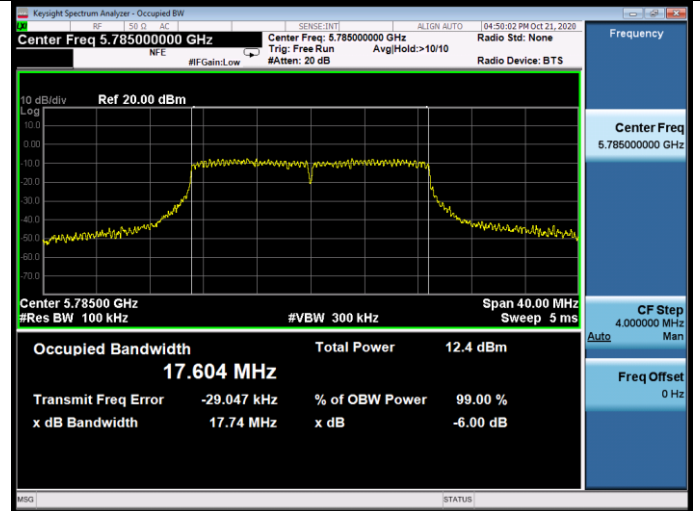 Keysight Spectrum Analyzer - Occupied BW
RF 50 Ω AC SENSE:INT ALIGN AUTO 04:50:02 PM Oct 21, 2020
Center Freq 5.785000000 GHz
NFE
#IFGain:Low
Center Freq: 5.785000000 GHz
Trig: Free Run Avg|Hold:>10/10
#Atten: 20 dB
Radio Std: None
Radio Device: BTS
10 dB/div Ref 20.00 dBm
Log
10.0
0.00
-10.0
-20.0
-30.0
-40.0
-50.0
-60.0
-70.0
Center 5.78500 GHz Span 40.00 MHz
#Res BW 100 kHz #VBW 300 kHz Sweep 5 ms
Occupied Bandwidth Total Power 12.4 dBm
17.604 MHz
Transmit Freq Error -29.047 kHz % of OBW Power 99.00 %
x dB Bandwidth 17.74 MHz x dB -6.00 dB
Frequency
Center Freq
5.785000000 GHz
CF Step
4.000000 MHz
Auto Man
Freq Offset
0 Hz
MSG STATUS